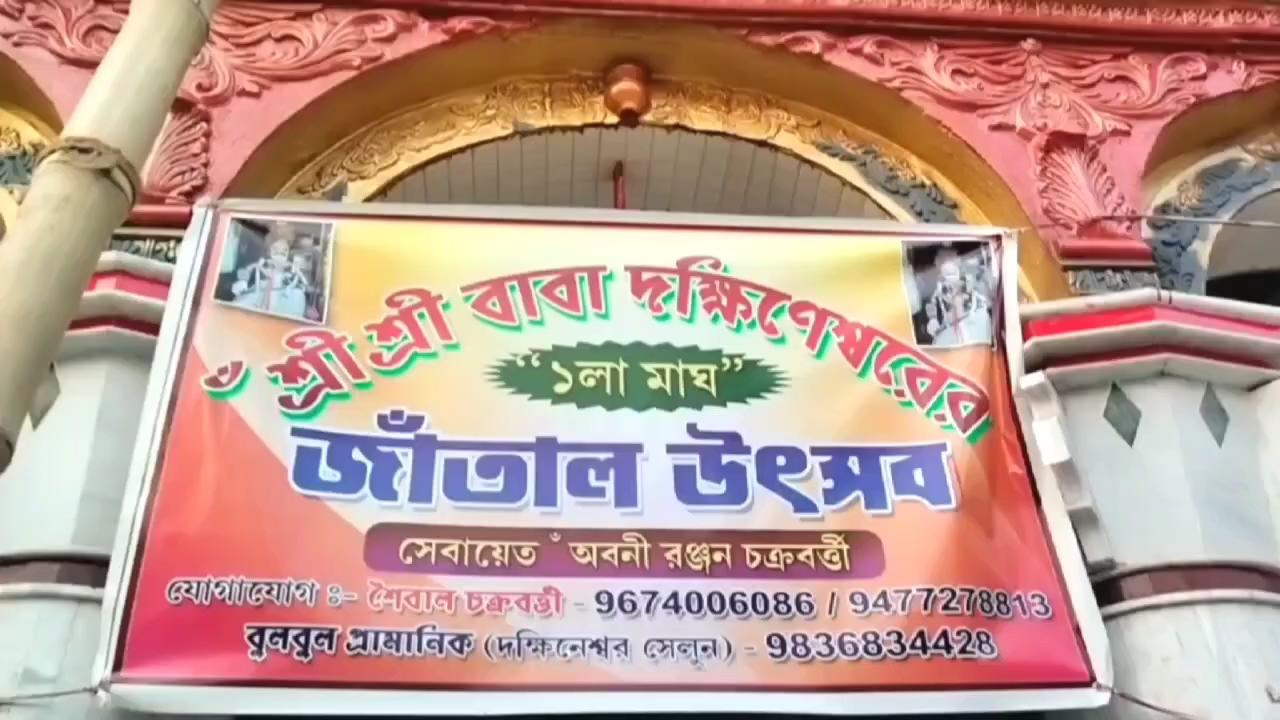 ঁ শ্রী শ্রী বাবা দক্ষিণেশ্বরের
“১লা মাঘ”
জাঁতাল উৎসব
সেবায়েত ঁ অবনী রঞ্জন চক্রবর্ত্তী
যোগাযোগ ঃ- শৈবাল চক্রবর্ত্তী - 9674006086 / 9477278813
বুলবুল প্রামানিক (দক্ষিনেশ্বর সেলুন) - 9836834428